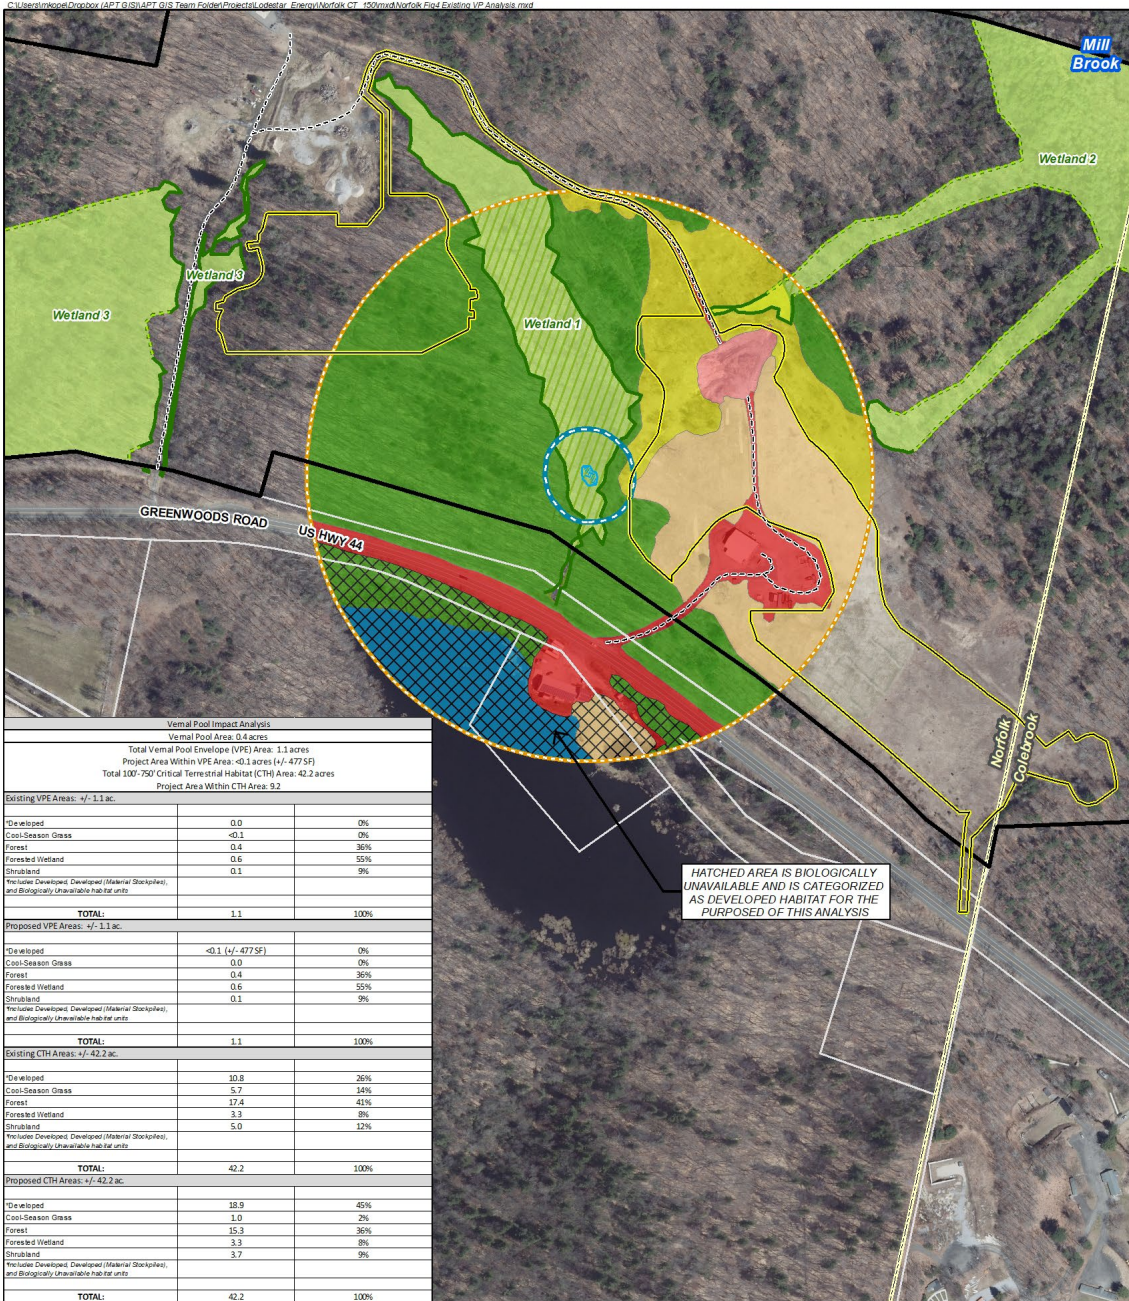 C:\Users\mkopel\Dropbox (APT GIS)\APT GIS Team Folder\Projects\Lodestar_Energy\Norfolk CT_150\mxd\Norfolk Fig4 Existing VP Analysis.mxd
Mill
Brook
Wetland 2
Wetland 3
Wetland 3
Wetland 1
GREENWOODS ROAD
US HWY 44
Norfolk
Colebrook
HATCHED AREA IS BIOLOGICALLY
UNAVAILABLE AND IS CATEGORIZED
AS DEVELOPED HABITAT FOR THE
PURPOSED OF THIS ANALYSIS
Vernal Pool Impact Analysis
Vernal Pool Area: 0.4 acres
Total Vernal Pool Envelope (VPE) Area: 1.1 acres
Project Area Within VPE Area: <0.1 acres (+/- 477 SF)
Total 100'-750' Critical Terrestrial Habitat (CTH) Area: 42.2 acres
Project Area Within CTH Area: 9.2
Existing VPE Areas: +/- 1.1 ac.
*Developed 0.0 0%
Cool-Season Grass <0.1 0%
Forest 0.4 36%
Forested Wetland 0.6 55%
Shrubland 0.1 9%
*Includes Developed, Developed (Material Stockpiles),
and Biologically Unavailable habitat units
TOTAL: 1.1 100%
Proposed VPE Areas: +/- 1.1 ac.
*Developed <0.1 (+/- 477 SF) 0%
Cool-Season Grass 0.0 0%
Forest 0.4 36%
Forested Wetland 0.6 55%
Shrubland 0.1 9%
*Includes Developed, Developed (Material Stockpiles),
and Biologically Unavailable habitat units
TOTAL: 1.1 100%
Existing CTH Areas: +/- 42.2 ac.
*Developed 10.8 26%
Cool-Season Grass 5.7 14%
Forest 17.4 41%
Forested Wetland 3.3 8%
Shrubland 5.0 12%
*Includes Developed, Developed (Material Stockpiles),
and Biologically Unavailable habitat units
TOTAL: 42.2 100%
Proposed CTH Areas: +/- 42.2 ac.
*Developed 18.9 45%
Cool-Season Grass 1.0 2%
Forest 15.3 36%
Forested Wetland 3.3 8%
Shrubland 3.7 9%
*Includes Developed, Developed (Material Stockpiles),
and Biologically Unavailable habitat units
TOTAL: 42.2 100%